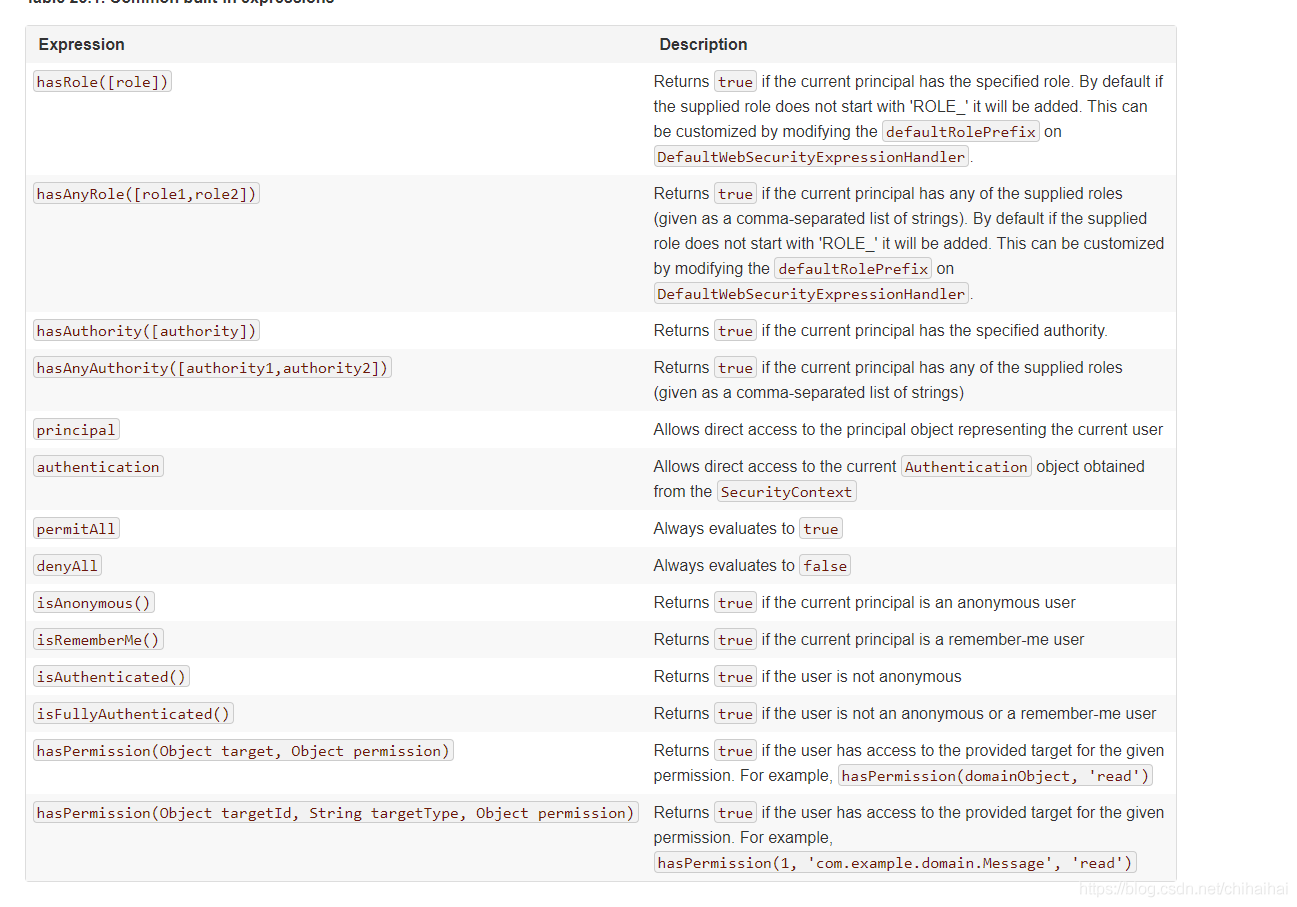 Table 26.1. Common built-in expressions
Expression Description
hasRole([role]) Returns true if the current principal has the specified role. By default if
the supplied role does not start with 'ROLE_' it will be added. This can
be customized by modifying the defaultRolePrefix on
DefaultWebSecurityExpressionHandler.
hasAnyRole([role1,role2]) Returns true if the current principal has any of the supplied roles
(given as a comma-separated list of strings). By default if the supplied
role does not start with 'ROLE_' it will be added. This can be customized
by modifying the defaultRolePrefix on
DefaultWebSecurityExpressionHandler.
hasAuthority([authority]) Returns true if the current principal has the specified authority.
hasAnyAuthority([authority1,authority2]) Returns true if the current principal has any of the supplied roles
(given as a comma-separated list of strings)
principal Allows direct access to the principal object representing the current user
authentication Allows direct access to the current Authentication object obtained
from the SecurityContext
permitAll Always evaluates to true
denyAll Always evaluates to false
isAnonymous() Returns true if the current principal is an anonymous user
isRememberMe() Returns true if the current principal is a remember-me user
isAuthenticated() Returns true if the user is not anonymous
isFullyAuthenticated() Returns true if the user is not an anonymous or a remember-me user
hasPermission(Object target, Object permission) Returns true if the user has access to the provided target for the given
permission. For example, hasPermission(domainObject, 'read')
hasPermission(Object targetId, String targetType, Object permission) Returns true if the user has access to the provided target for the given
permission. For example,
hasPermission(1, 'com.example.domain.Message', 'read')
https://blog.csdn.net/chihaihai